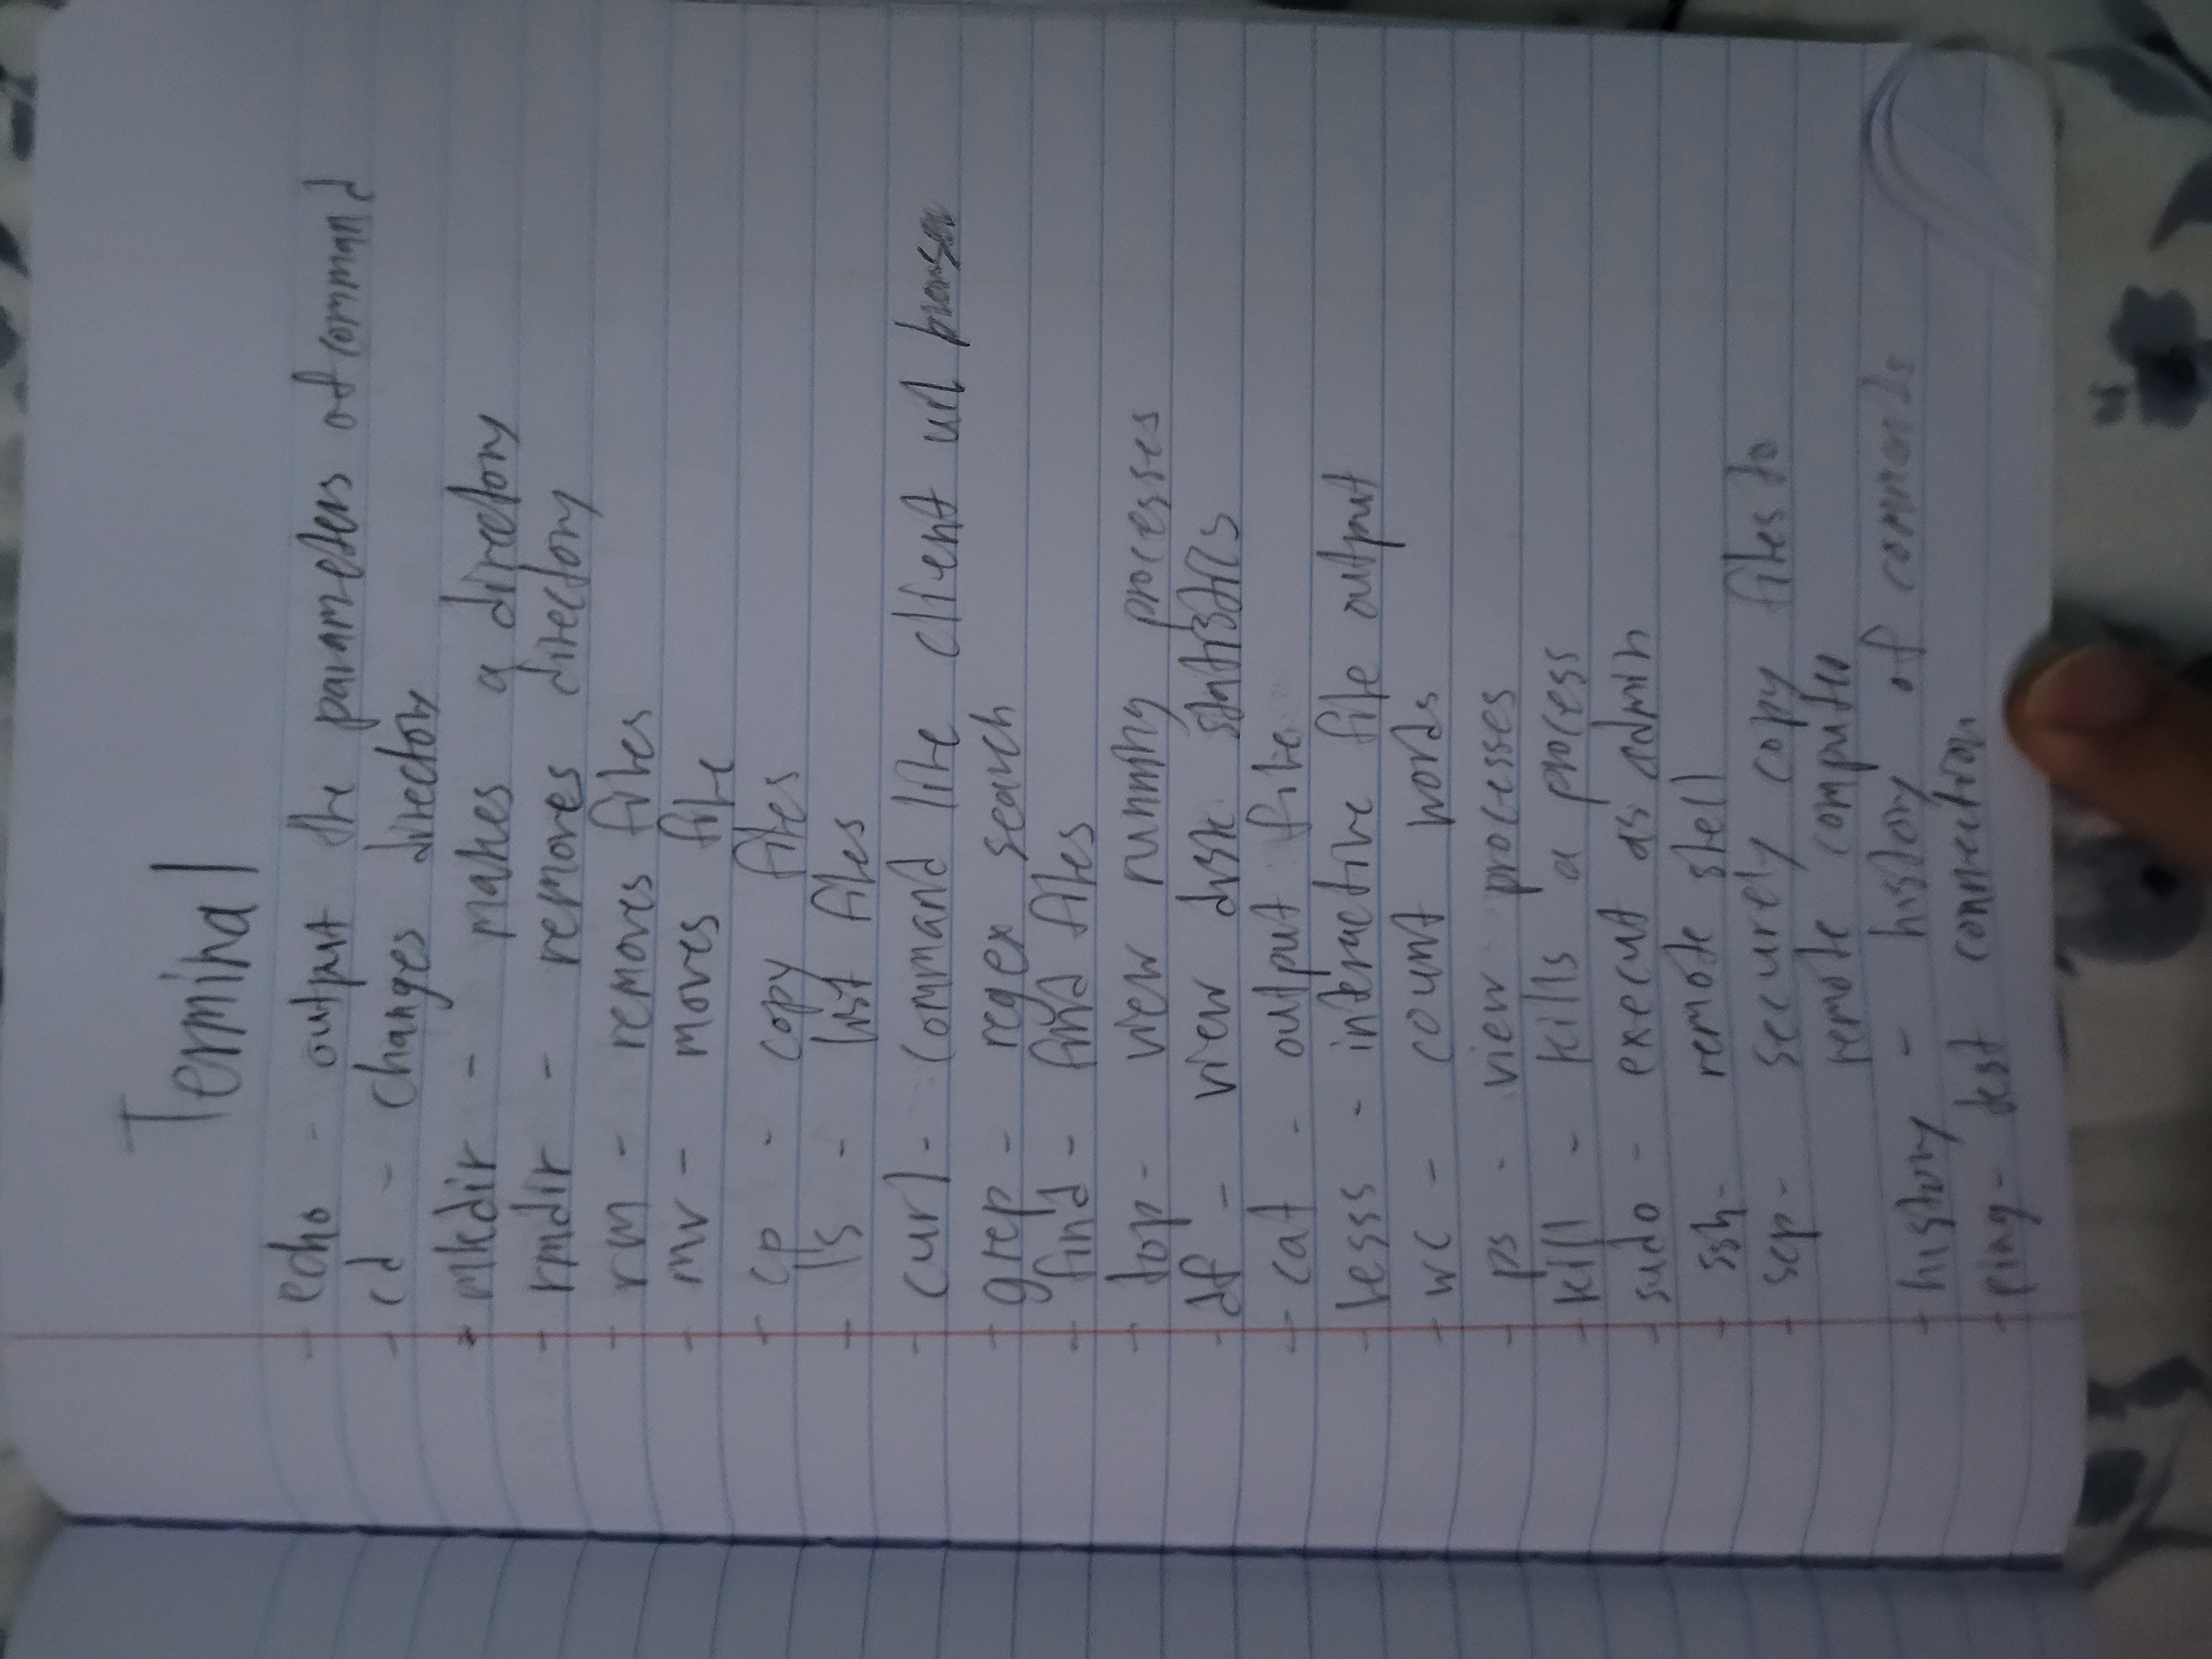 Terminal
- echo - output the parameters of command
- cd - changes directory
- mkdir - makes a directory
- rmdir - removes directory
- rm - removes files
- mv - moves file
- cp - copy files
- ls - list files
- curl - command line client url browser
- grep - regex search
- find - find files
- top - view running processes
- df - view disk statistics
- cat - output file
- lesss - interactive file output
- wc - count words
- ps - view processes
- kill - kills a process
- sudo - execut as admin
- ssh - remote shell
- scp - securely copy files to
remote computer
- history - history of commands
- ping - test connection